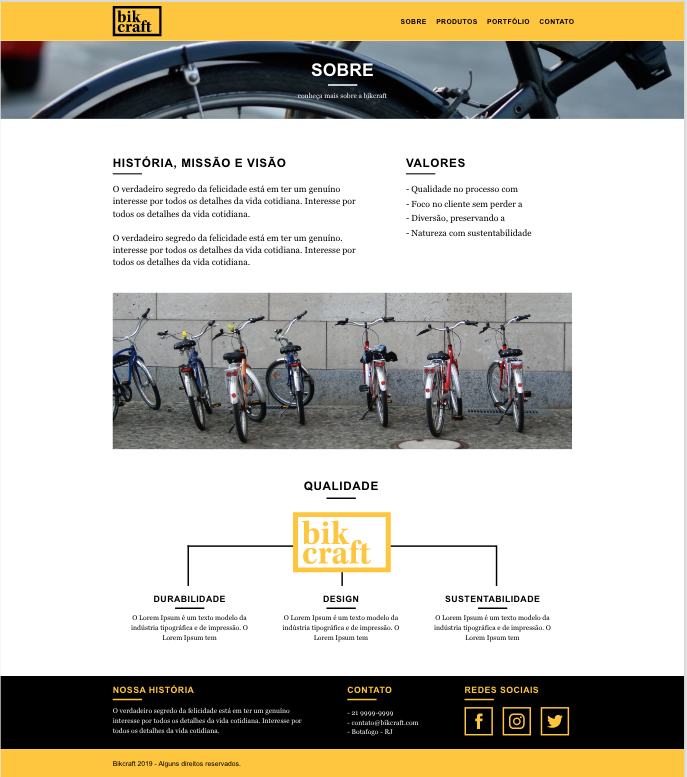 bik
craft
SOBRE PRODUTOS PORTFÓLIO CONTATO
SOBRE
conheça mais sobre a bikcraft
HISTÓRIA, MISSÃO E VISÃO
O verdadeiro segredo da felicidade está em ter um genuíno
interesse por todos os detalhes da vida cotidiana. Interesse por
todos os detalhes da vida cotidiana.
O verdadeiro segredo da felicidade está em ter um genuíno.
interesse por todos os detalhes da vida cotidiana. Interesse por
todos os detalhes da vida cotidiana.
VALORES
- Qualidade no processo com
- Foco no cliente sem perder a
- Diversão, preservando a
- Natureza com sustentabilidade
QUALIDADE
bik
craft
DURABILIDADE
O Lorem Ipsum é um texto modelo da
indústria tipográfica e de impressão. O
Lorem Ipsum tem
DESIGN
O Lorem Ipsum é um texto modelo da
indústria tipográfica e de impressão. O
Lorem Ipsum tem
SUSTENTABILIDADE
O Lorem Ipsum é um texto modelo da
indústria tipográfica e de impressão. O
Lorem Ipsum tem
NOSSA HISTÓRIA
O verdadeiro segredo da felicidade está em ter um genuíno
interesse por todos os detalhes da vida cotidiana. Interesse por
todos os detalhes da vida cotidiana.
CONTATO
- 21 9999-9999
- contato@bikcraft.com
- Botafogo - RJ
REDES SOCIAIS
Bikcraft 2019 - Alguns direitos reservados.